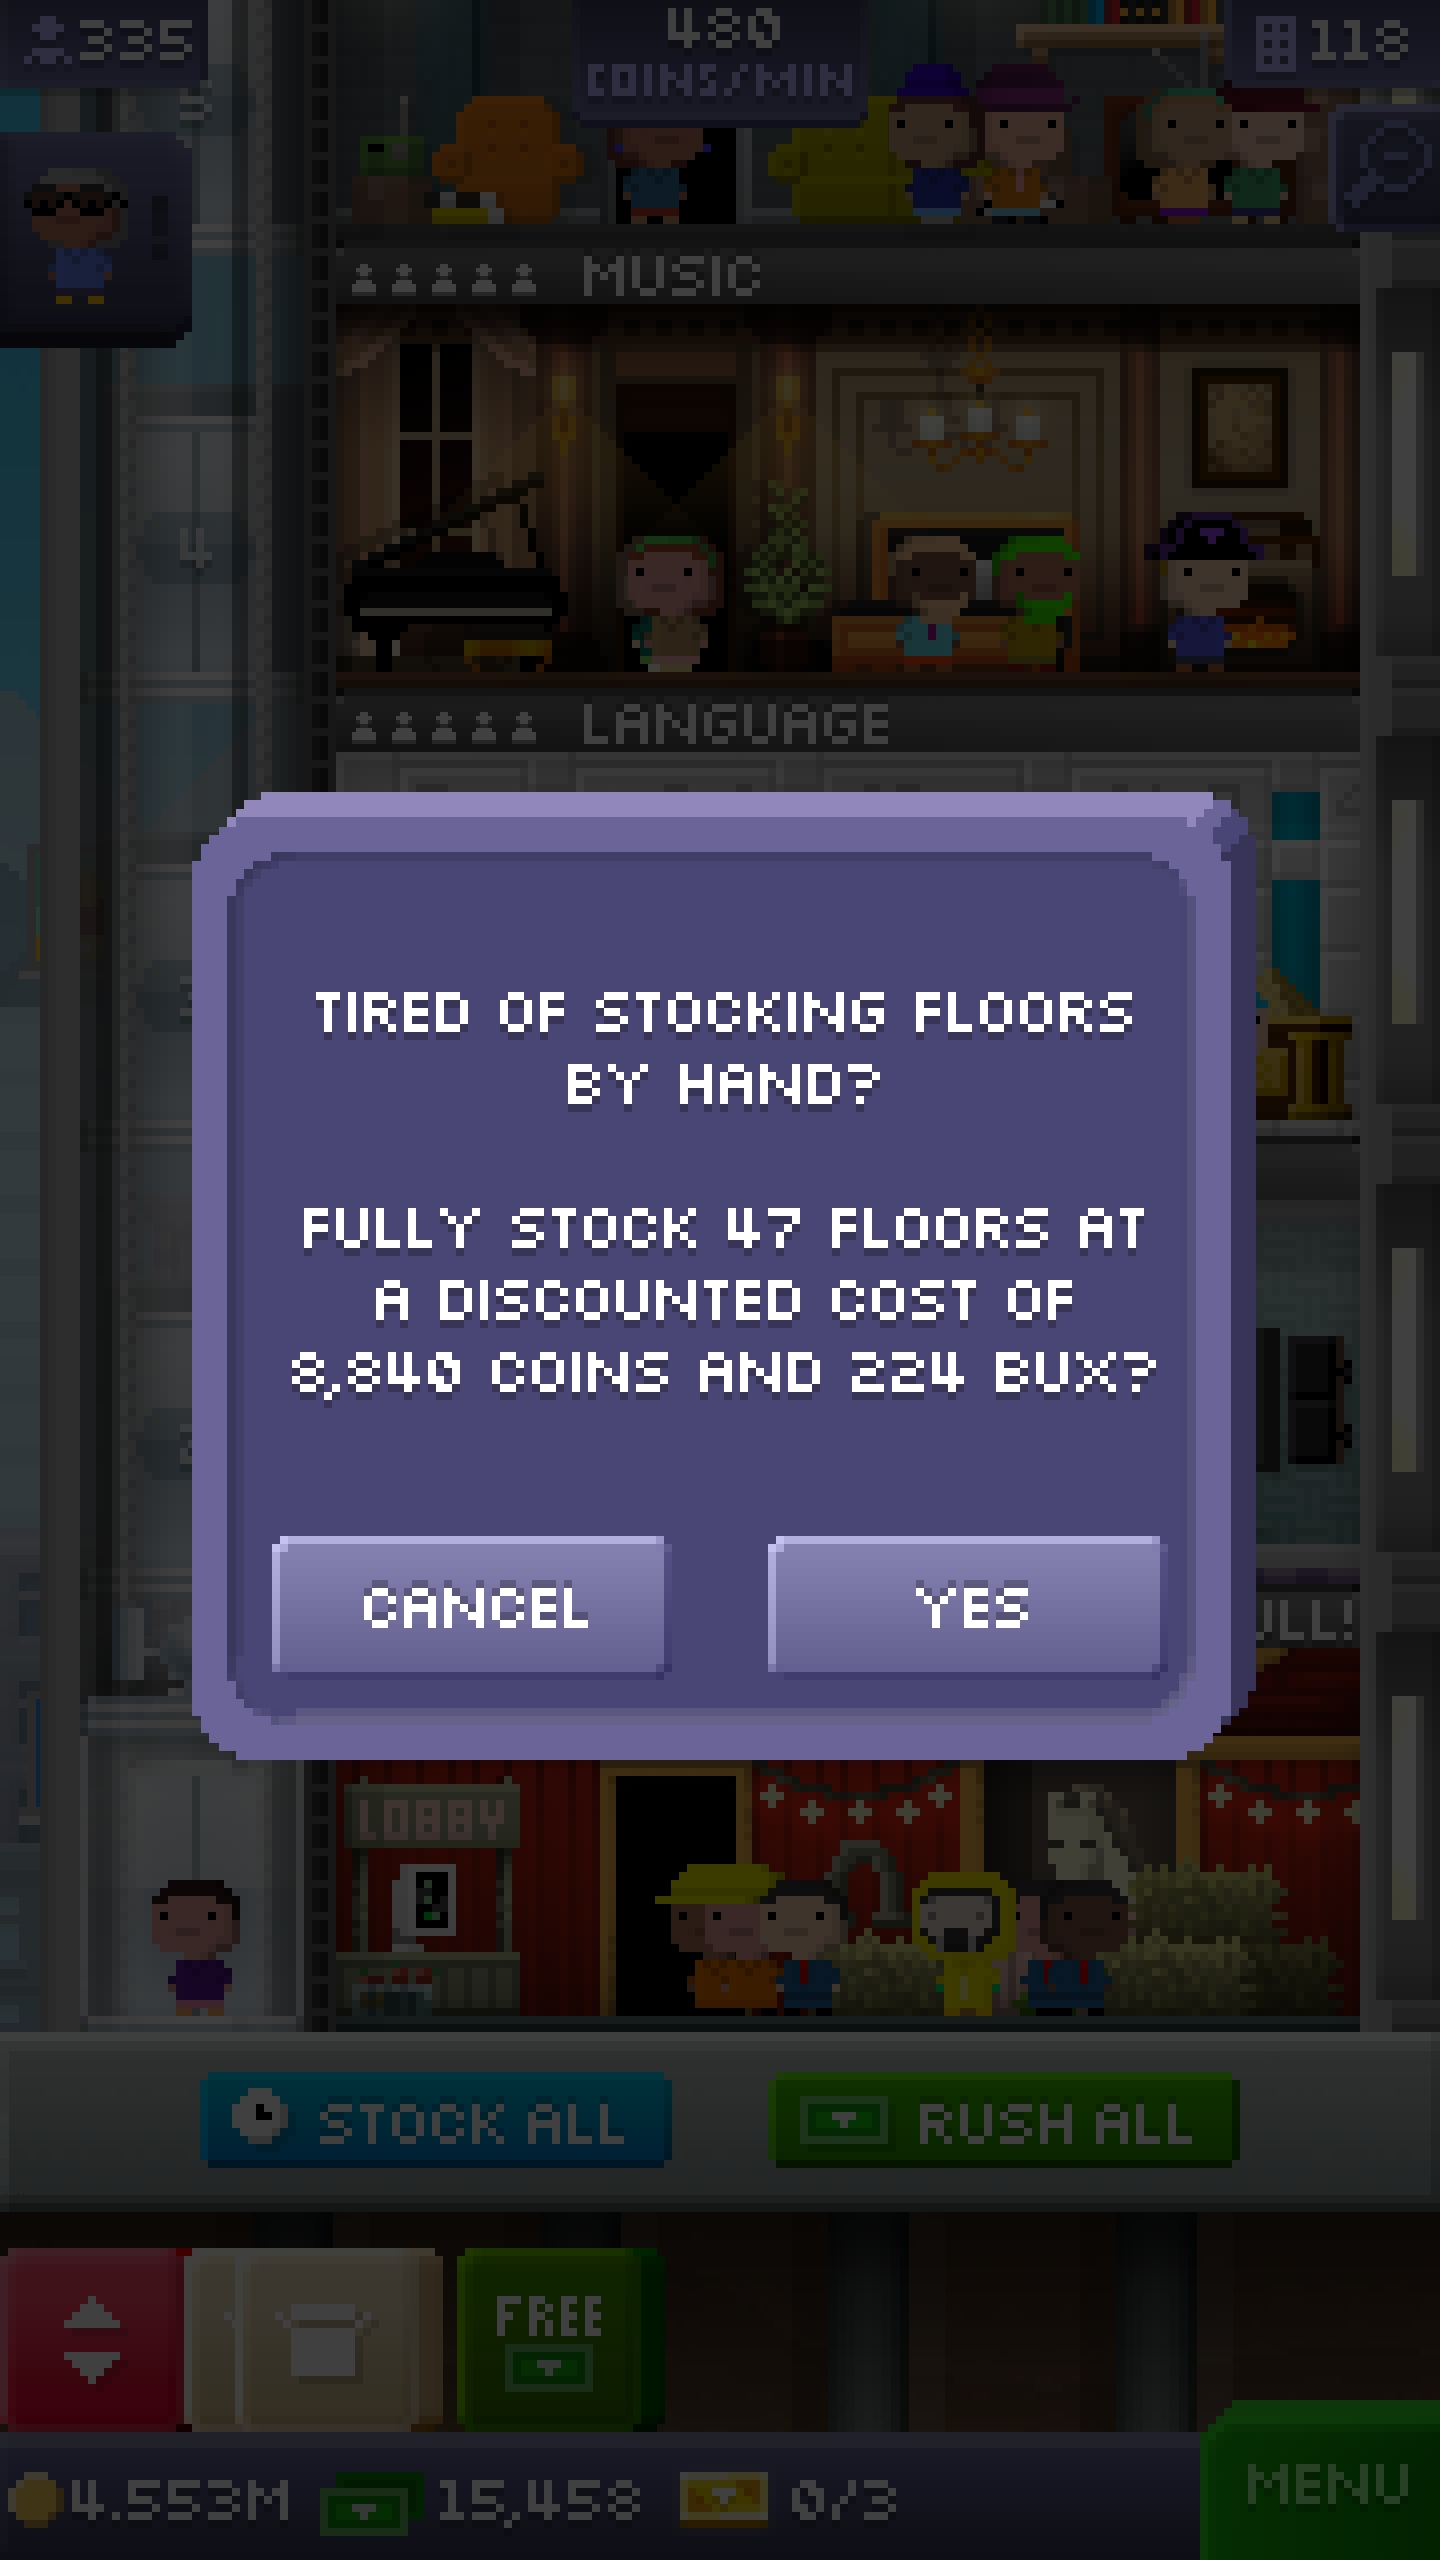 335
480
COINS/MIN
118
MUSIC
4
LANGUAGE
TIRED OF STOCKING FLOORS
BY HAND?
FULLY STOCK 47 FLOORS AT
A DISCOUNTED COST OF
8,840 COINS AND 224 BUX?
CANCEL
YES
LOBBY
STOCK ALL
RUSH ALL
FREE
4.553M
15,458
0/3
MENU